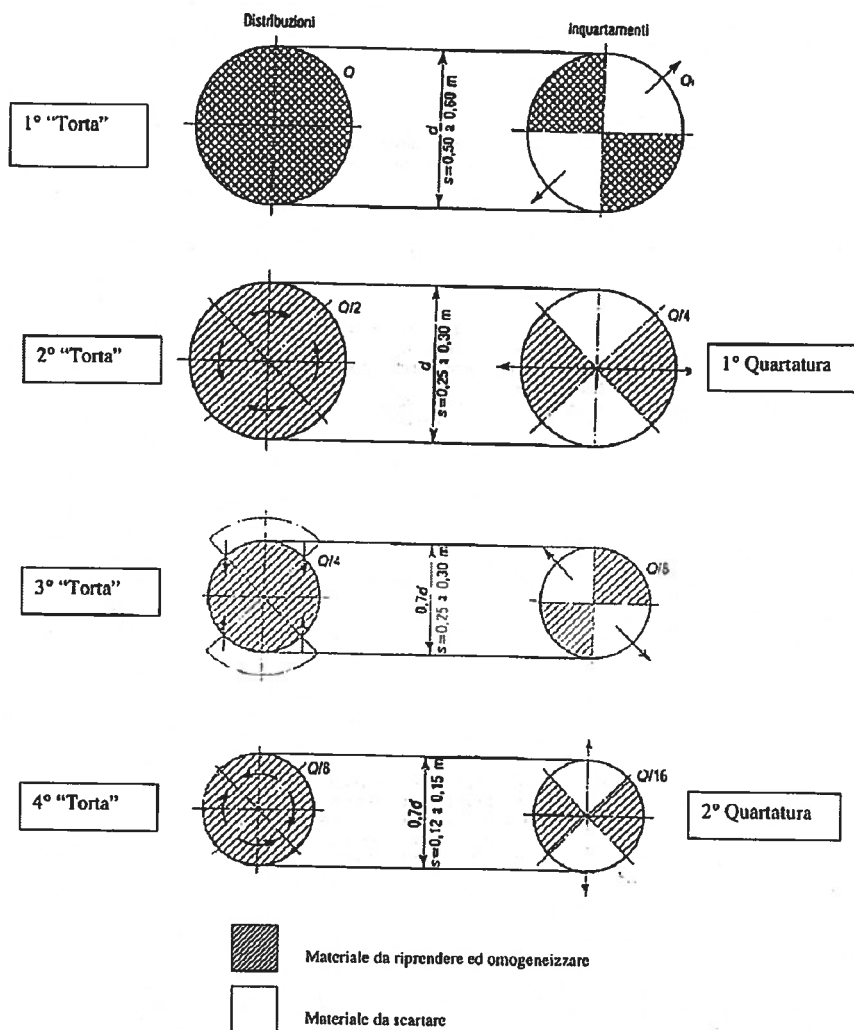 Distribuzioni
Inquartamenti
1° "Torta"
Q
d
s=0,50 à 0,60 m
2° "Torta"
Q/2
d
s=0,25 à 0,30 m
Q/4
1° Quartatura
3° "Torta"
Q/4
0,7d
s=0,25 à 0,30 m
Q/8
4° "Torta"
Q/8
0,7d
s=0,12 à 0,15 m
Q/16
2° Quartatura
Materiale da riprendere ed omogeneizzare
Materiale da scartare